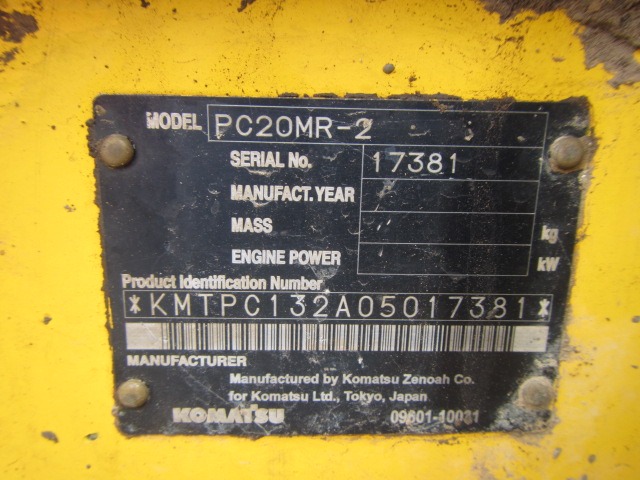 MODEL PC20MR-2
SERIAL No. 17381
MANUFACT. YEAR
MASS kg
ENGINE POWER kW
Product Identification Number
*KMTPC132A05017381*
MANUFACTURER
Manufactured by Komatsu Zenoah Co.
for Komatsu Ltd., Tokyo, Japan
KOMATSU 09601-10031